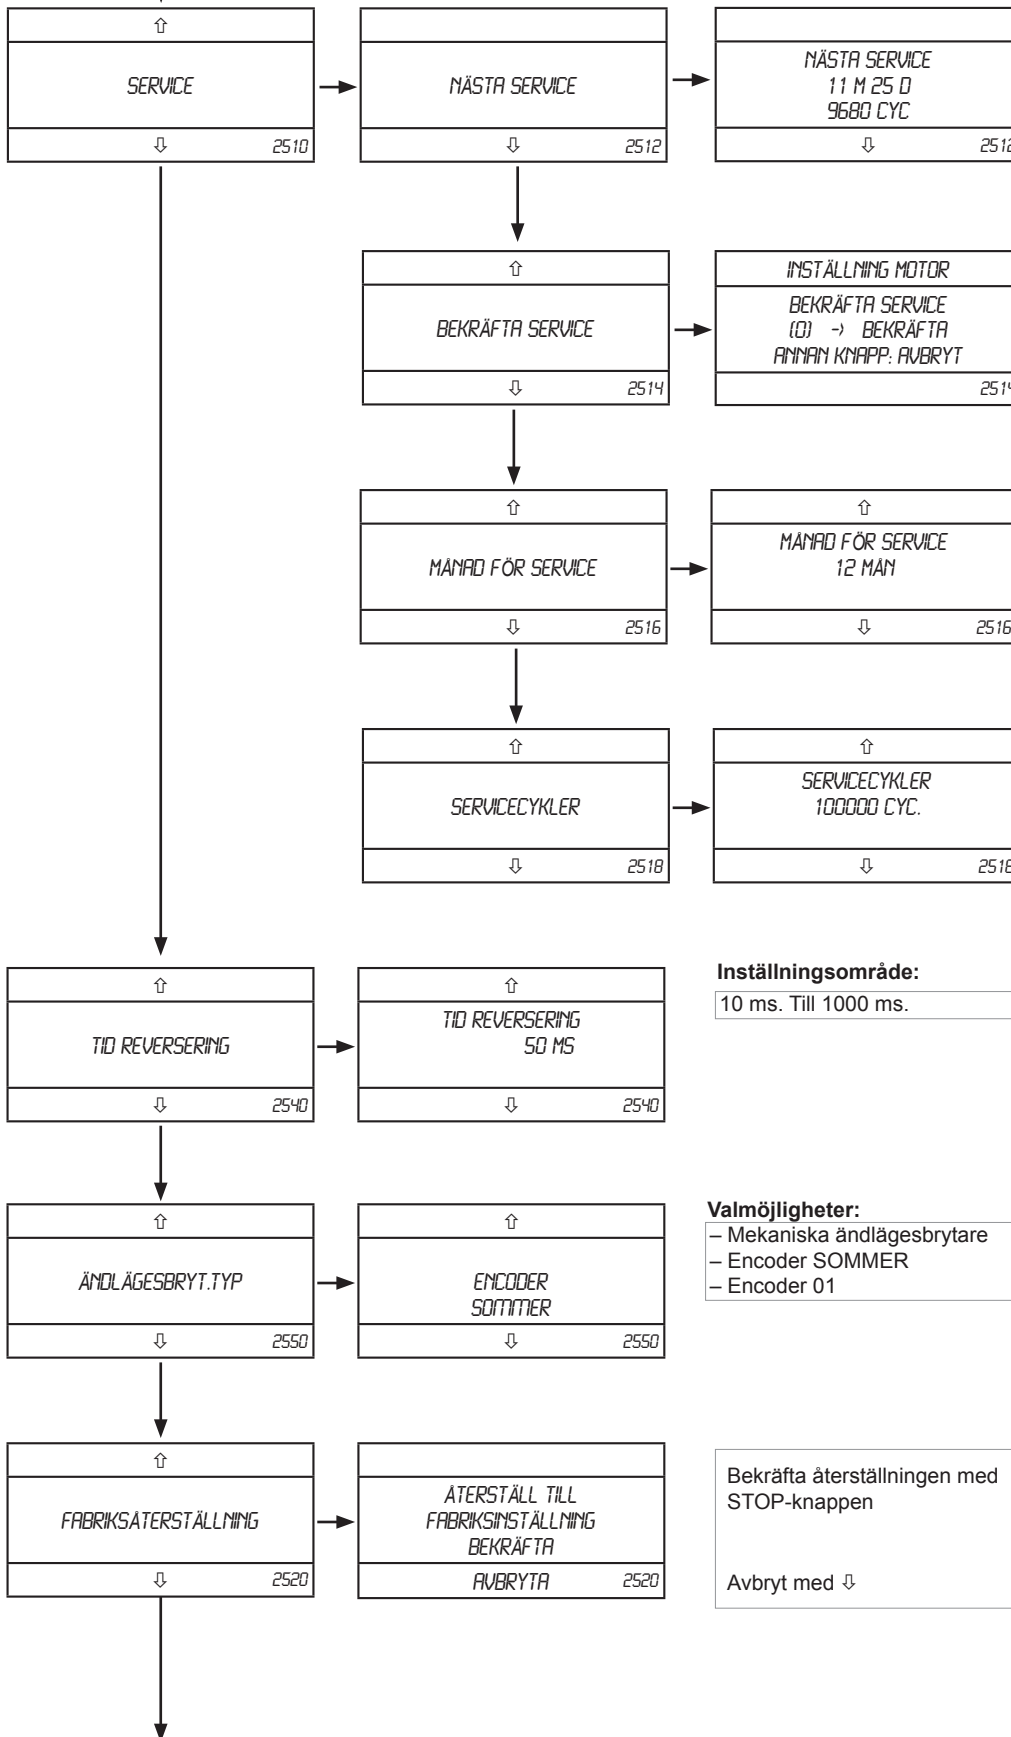 ⇧
SERVICE
⇩ 2510
NÄSTA SERVICE
⇩ 2512
NÄSTA SERVICE
11 M 25 D
9680 CYC
⇩ 2512
⇧
BEKRÄFTA SERVICE
⇩ 2514
INSTÄLLNING MOTOR
BEKRÄFTA SERVICE
(O) -> BEKRÄFTA
ANNAN KNAPP: AVBRYT
2514
⇧
MÅNAD FÖR SERVICE
⇩ 2516
⇧
MÅNAD FÖR SERVICE
12 MÅN
⇩ 2516
⇧
SERVICECYKLER
⇩ 2518
⇧
SERVICECYKLER
100000 CYC.
⇩ 2518
⇧
TID REVERSERING
⇩ 2540
⇧
TID REVERSERING
50 MS
⇩ 2540
Inställningsområde:
10 ms. Till 1000 ms.
⇧
ÄNDLÄGESBRYT.TYP
⇩ 2550
⇧
ENCODER
SOMMER
⇩ 2550
Valmöjligheter:
– Mekaniska ändlägesbrytare
– Encoder SOMMER
– Encoder 01
⇧
FABRIKSÅTERSTÄLLNING
⇩ 2520
ÅTERSTÄLL TILL
FABRIKSINSTÄLLNING
BEKRÄFTA
AVBRYTA 2520
Bekräfta återställningen med
STOP-knappen
Avbryt med ⇩